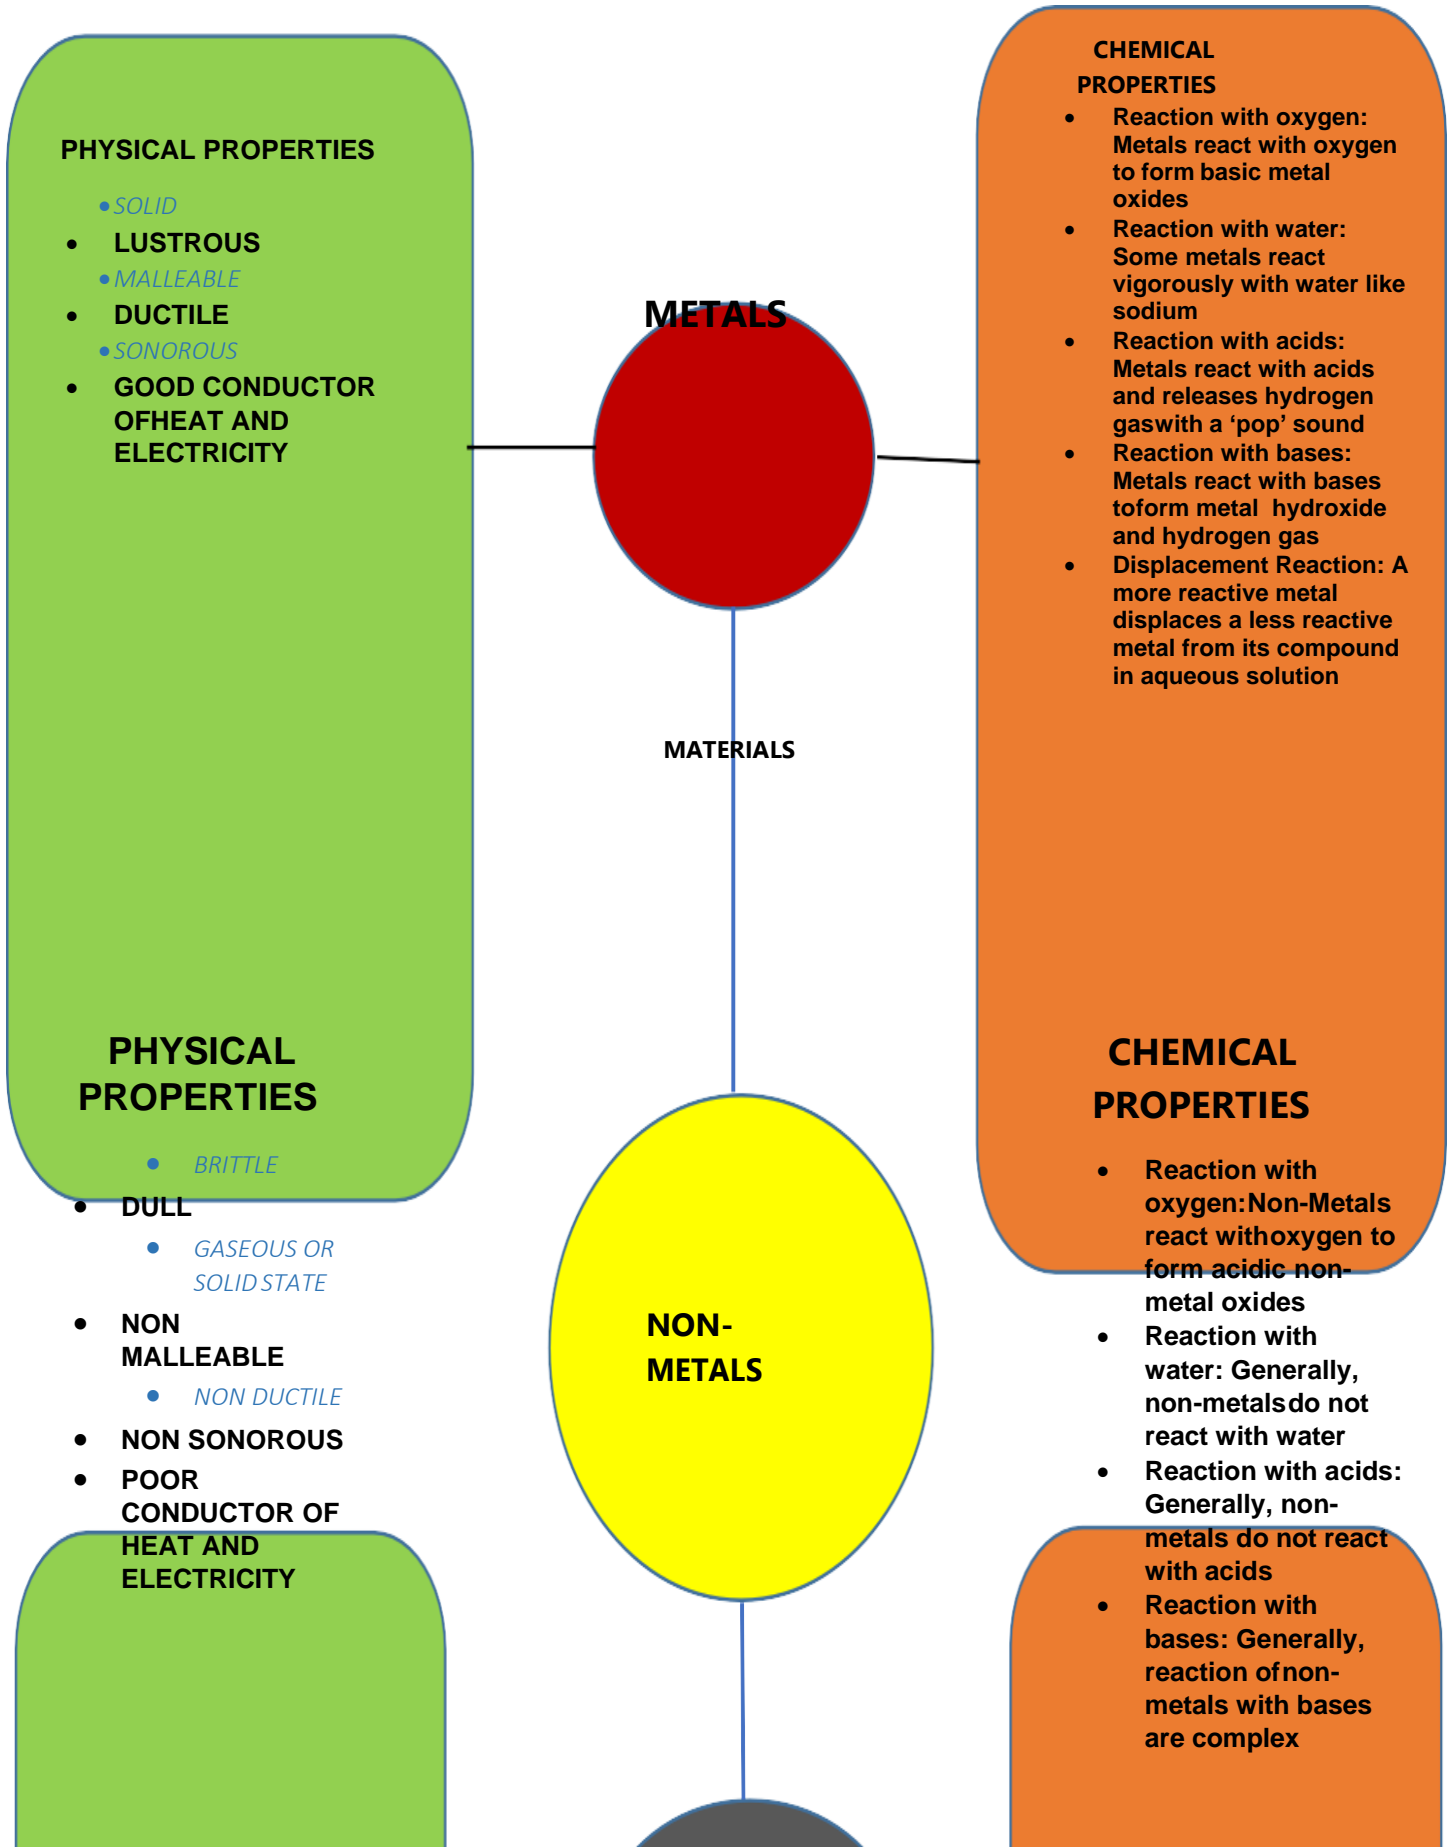 PHYSICAL PROPERTIES
• SOLID
• LUSTROUS
• MALLEABLE
• DUCTILE
• SONOROUS
• GOOD CONDUCTOR
OFHEAT AND
ELECTRICITY
METALS
CHEMICAL
PROPERTIES
• Reaction with oxygen:
Metals react with oxygen
to form basic metal
oxides
• Reaction with water:
Some metals react
vigorously with water like
sodium
• Reaction with acids:
Metals react with acids
and releases hydrogen
gaswith a ‘pop’ sound
• Reaction with bases:
Metals react with bases
toform metal hydroxide
and hydrogen gas
• Displacement Reaction: A
more reactive metal
displaces a less reactive
metal from its compound
in aqueous solution
MATERIALS
PHYSICAL
PROPERTIES
• BRITTLE
• DULL
• GASEOUS OR
SOLID STATE
• NON
MALLEABLE
• NON DUCTILE
• NON SONOROUS
• POOR
CONDUCTOR OF
HEAT AND
ELECTRICITY
NON-
METALS
CHEMICAL
PROPERTIES
• Reaction with
oxygen:Non-Metals
react withoxygen to
form acidic non-
metal oxides
• Reaction with
water: Generally,
non-metalsdo not
react with water
• Reaction with acids:
Generally, non-
metals do not react
with acids
• Reaction with
bases: Generally,
reaction ofnon-
metals with bases
are complex